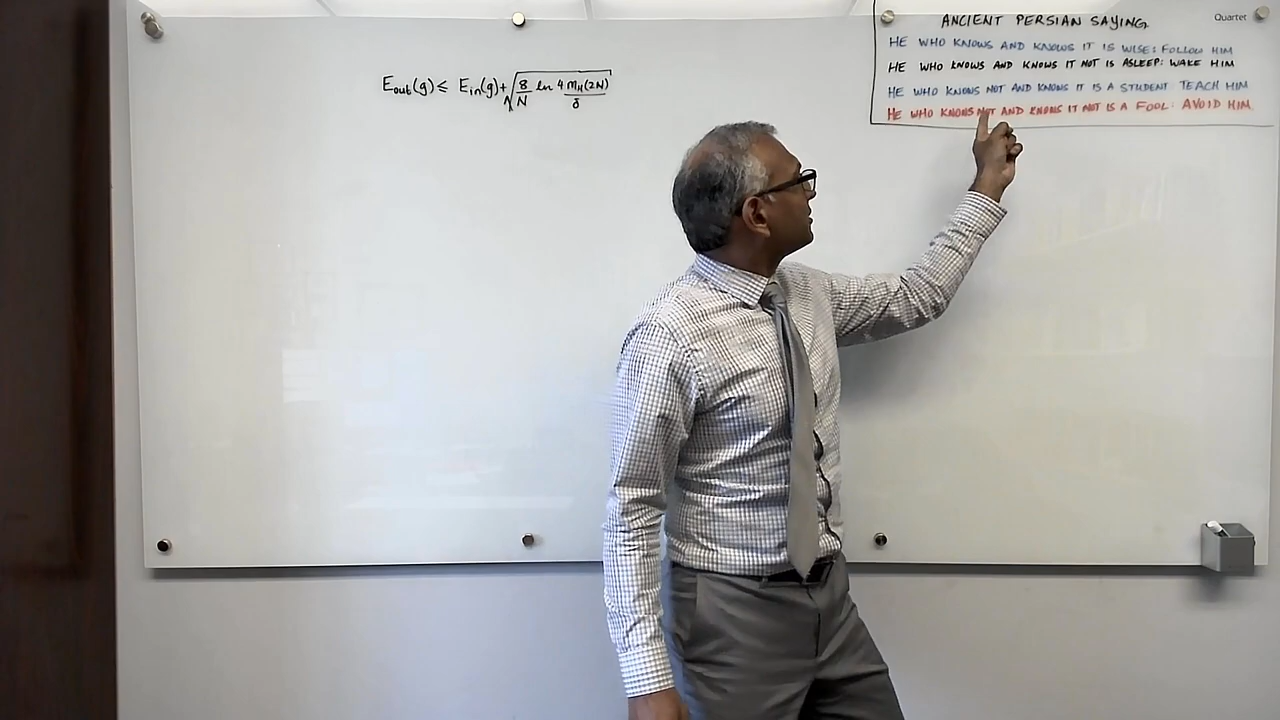 ANCIENT PERSIAN SAYING
Quartet
HE WHO KNOWS AND KNOWS IT IS WISE: FOLLOW HIM
HE WHO KNOWS AND KNOWS IT NOT IS ASLEEP: WAKE HIM
HE WHO KNOWS NOT AND KNOWS IT IS A STUDENT: TEACH HIM
HE WHO KNOWS NOT AND KNOWS IT NOT IS A FOOL: AVOID HIM
E_out(g) ≤ E_in(g) + √(8/N ln 4 m_H(2N)/δ)